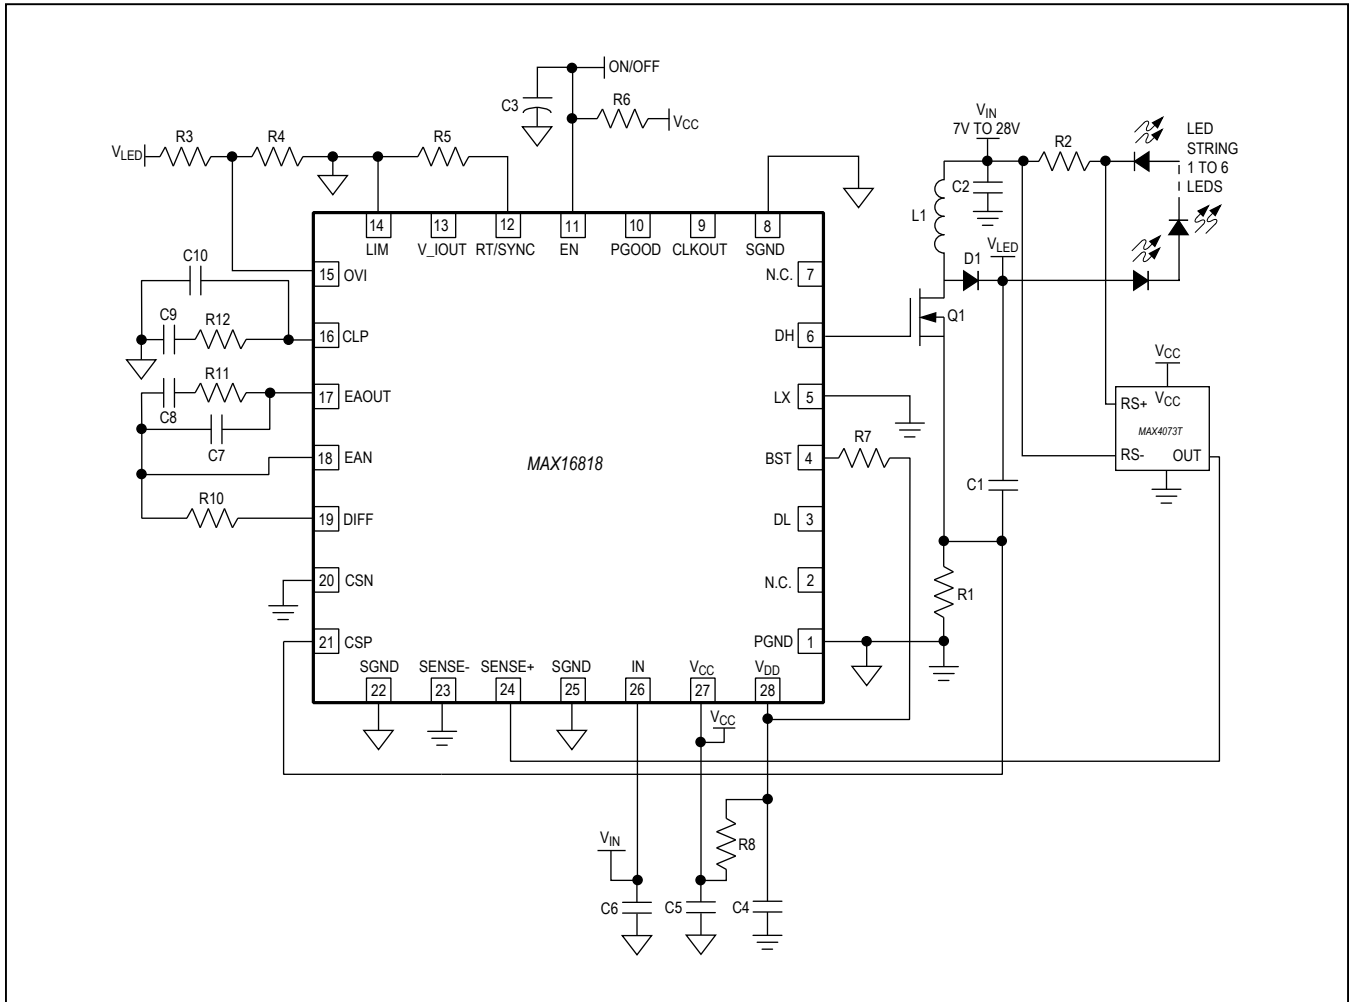 ON/OFF
C3
R6
VCC
VIN
7V TO 28V
R2
LED
STRING
1 TO 6
LEDS
VLED
R3
R4
R5
C2
L1
14
13
12
11
10
9
8
LIM
V_IOUT
RT/SYNC
EN
PGOOD
CLKOUT
SGND
VLED
D1
C10
15
OVI
N.C.
7
C9
R12
16
CLP
DH
6
Q1
VCC
R11
17
EAOUT
LX
5
RS+
VCC
C8
C7
MAX4073T
R7
18
EAN
MAX16818
BST
4
RS-
OUT
C1
R10
19
DIFF
DL
3
20
CSN
N.C.
2
R1
21
CSP
PGND
1
SGND
SENSE-
SENSE+
SGND
IN
VCC
VDD
22
23
24
25
26
27
28
VCC
VIN
R8
C6
C5
C4